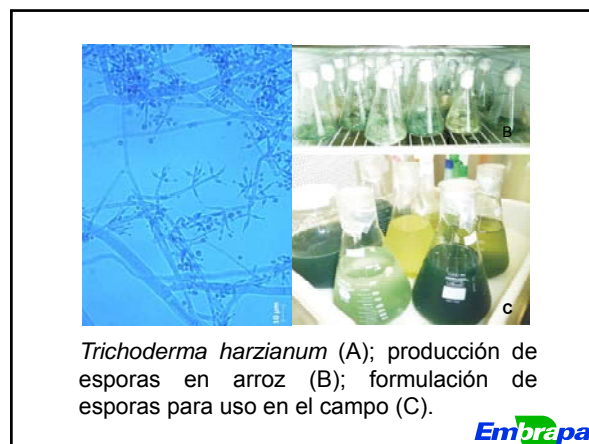 B
10 µm
C
Trichoderma harzianum (A); producción de
esporas en arroz (B); formulación de
esporas para uso en el campo (C).
Embrapa